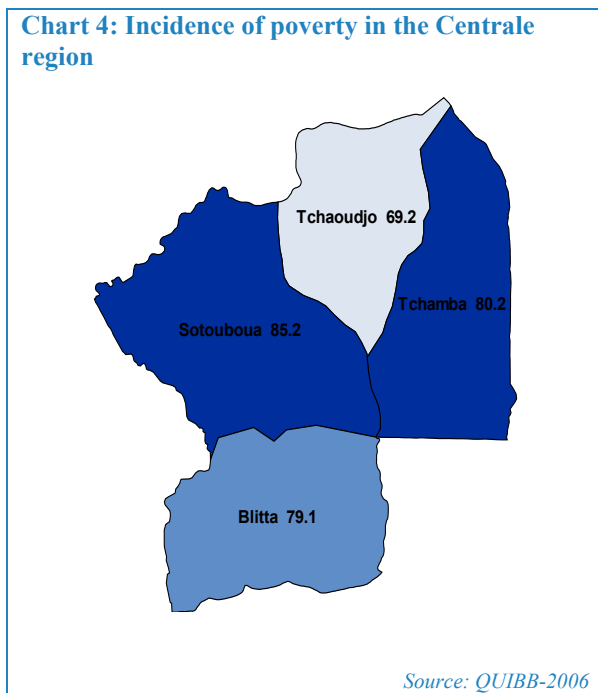 Chart 4: Incidence of poverty in the Centrale
region
Tchaoudjo 69.2
Tchamba 80.2
Sotouboua 85.2
Blitta 79.1
Source: QUIBB-2006